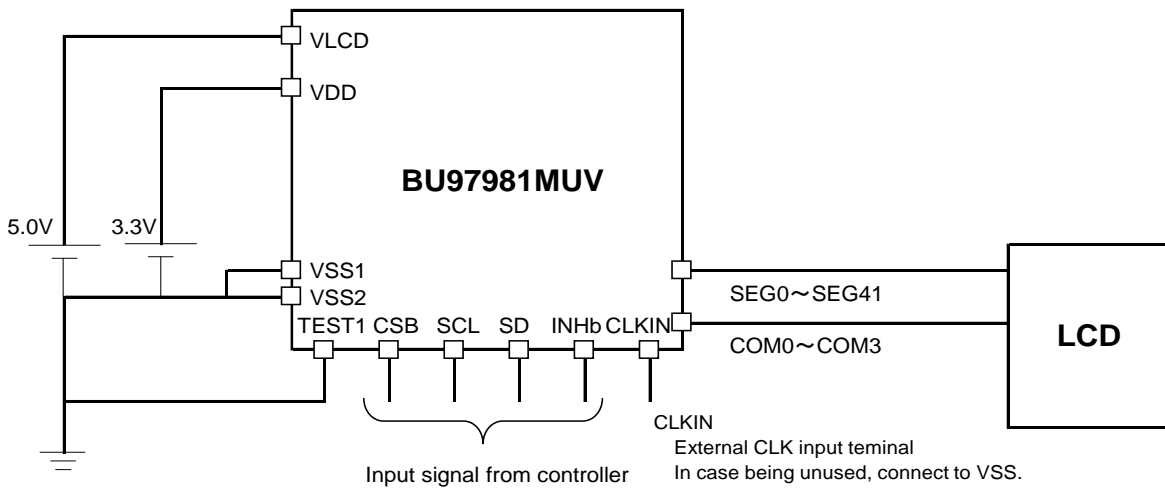 VLCD
VDD
BU97981MUV
5.0V 3.3V
VSS1
VSS2
TEST1 CSB SCL SD INHb CLKIN
SEG0～SEG41
COM0～COM3
LCD
CLKIN
External CLK input teminal
In case being unused, connect to VSS.
Input signal from controller